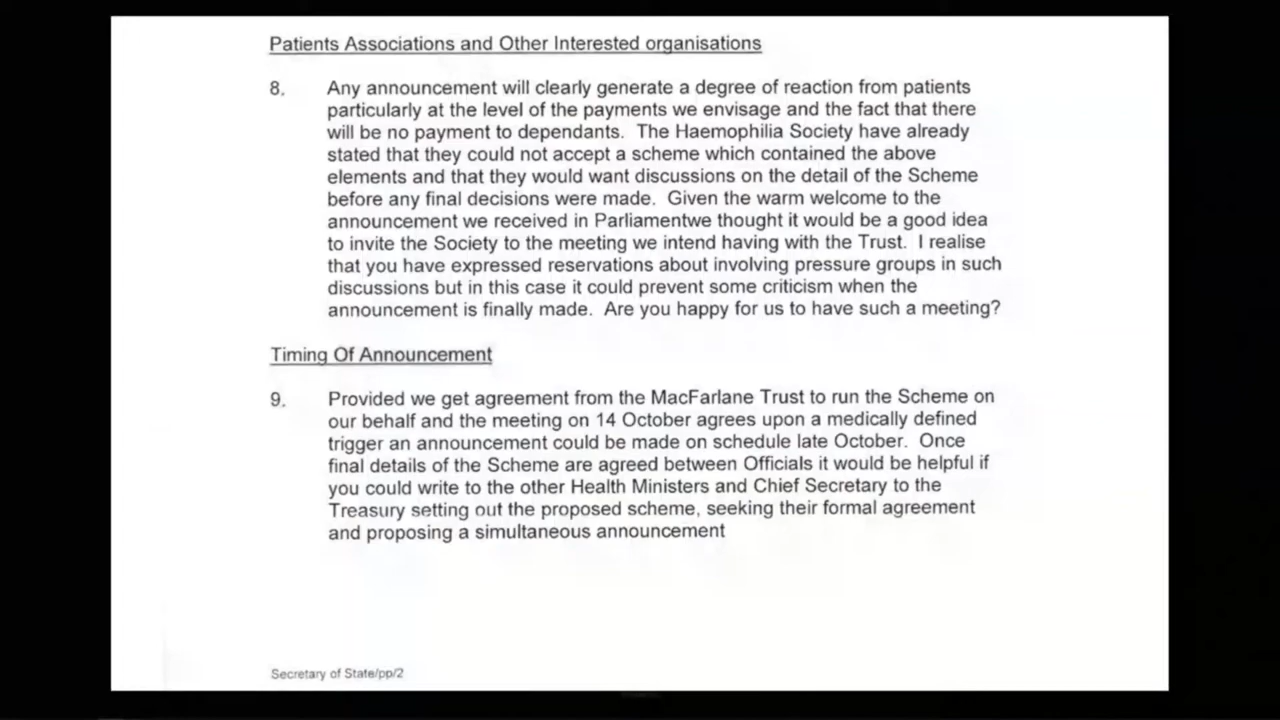 Patients Associations and Other Interested organisations
8. Any announcement will clearly generate a degree of reaction from patients
particularly at the level of the payments we envisage and the fact that there
will be no payment to dependants. The Haemophilia Society have already
stated that they could not accept a scheme which contained the above
elements and that they would want discussions on the detail of the Scheme
before any final decisions were made. Given the warm welcome to the
announcement we received in Parliamentwe thought it would be a good idea
to invite the Society to the meeting we intend having with the Trust. I realise
that you have expressed reservations about involving pressure groups in such
discussions but in this case it could prevent some criticism when the
announcement is finally made. Are you happy for us to have such a meeting?
Timing Of Announcement
9. Provided we get agreement from the MacFarlane Trust to run the Scheme on
our behalf and the meeting on 14 October agrees upon a medically defined
trigger an announcement could be made on schedule late October. Once
final details of the Scheme are agreed between Officials it would be helpful if
you could write to the other Health Ministers and Chief Secretary to the
Treasury setting out the proposed scheme, seeking their formal agreement
and proposing a simultaneous announcement
Secretary of State/pp/2